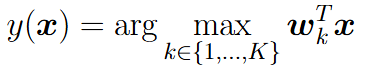 y(x) = arg max_{k∈{1,...,K}} w_k^T x